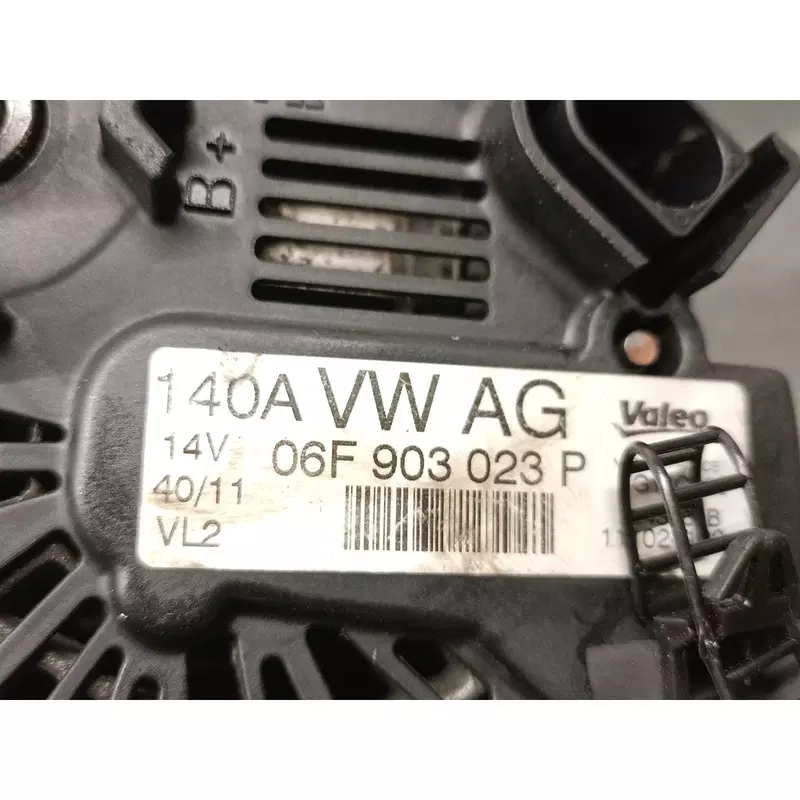 B+
140A VW AG
14V 06F 903 023 P
40/11
VL2
Valeo